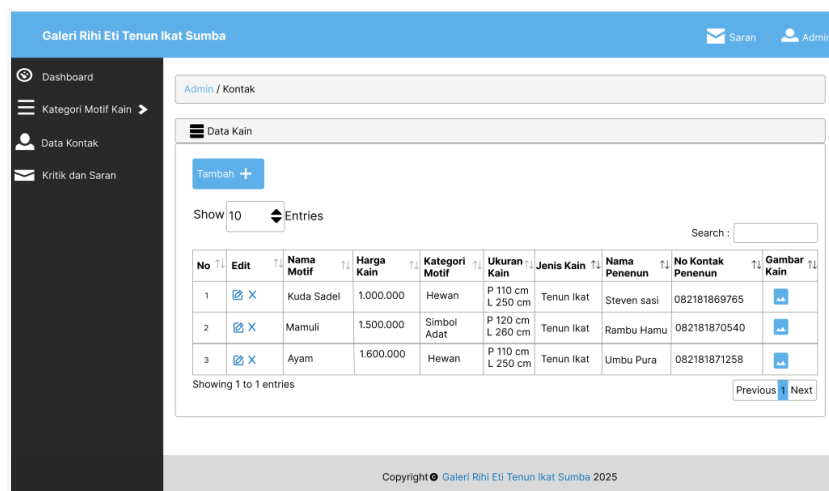 Galeri Rihi Eti Tenun Ikat Sumba Saran Admin
Dashboard
Kategori Motif Kain
Data Kontak
Kritik dan Saran
Admin / Kontak
Data Kain
Tambah +
Show 10 Entries
Search :
No Edit Nama Motif Harga Kain Kategori Motif Ukuran Kain Jenis Kain Nama Penenun No Kontak Penenun Gambar Kain
1 X Kuda Sadel 1.000.000 Hewan P 110 cm L 250 cm Tenun Ikat Steven sasi 082181869765
2 X Mamuli 1.500.000 Simbol Adat P 120 cm L 260 cm Tenun Ikat Rambu Hamu 082181870540
3 X Ayam 1.600.000 Hewan P 110 cm L 250 cm Tenun Ikat Umbu Pura 082181871258
Showing 1 to 1 entries
Previous 1 Next
Copyright Galeri Rihi Eti Tenun Ikat Sumba 2025